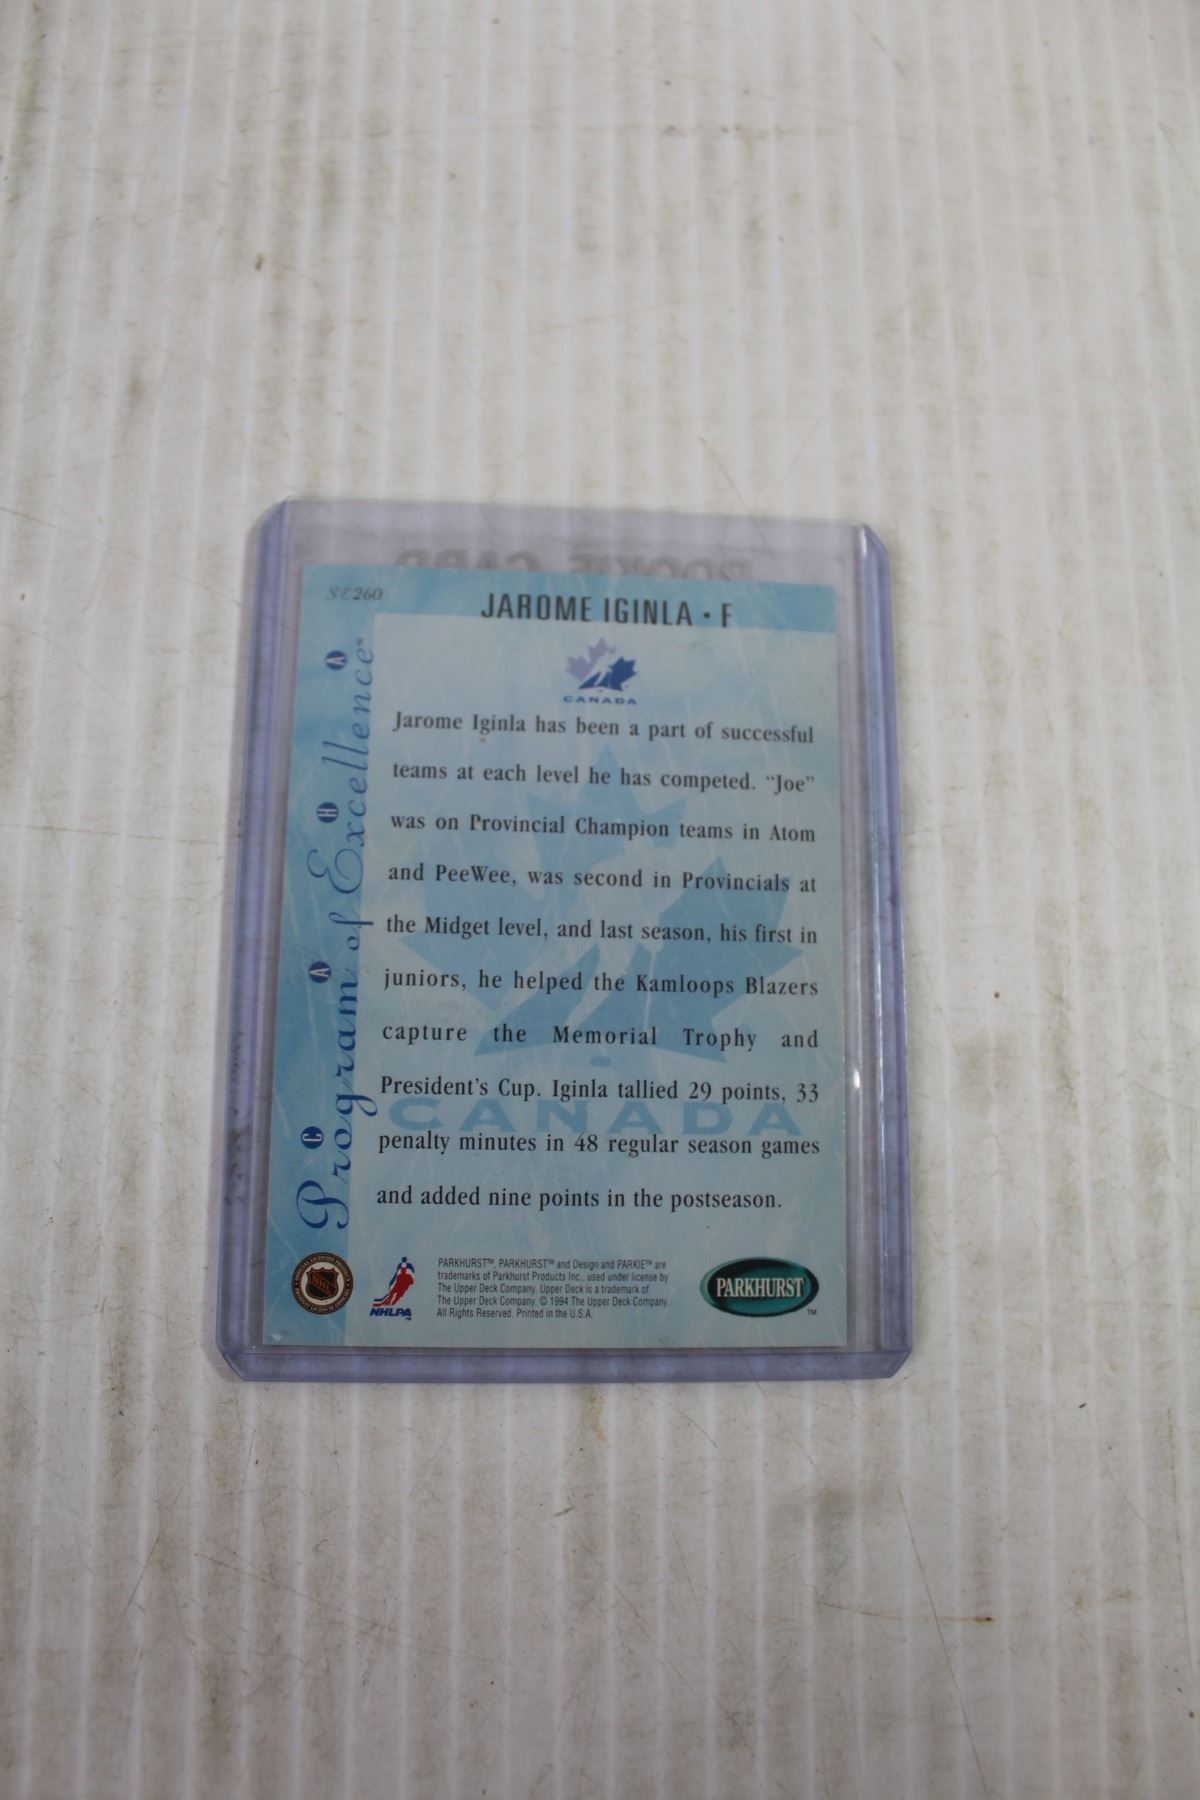 ROOKIE CARD
SE260
JAROME IGINLA • F
CANADA
Jarome Iginla has been a part of successful
teams at each level he has competed. “Joe”
was on Provincial Champion teams in Atom
and PeeWee, was second in Provincials at
the Midget level, and last season, his first in
juniors, he helped the Kamloops Blazers
capture the Memorial Trophy and
President's Cup. Iginla tallied 29 points, 33
penalty minutes in 48 regular season games
and added nine points in the postseason.
CANADA
C A H A
Program of Excellence™
NHL
NHLPA
PARKHURST™, PARKHURST™ and Design and PARKIE™ are
trademarks of Parkhurst Products Inc., used under license by
The Upper Deck Company. Upper Deck is a trademark of
The Upper Deck Company. © 1994 The Upper Deck Company.
All Rights Reserved. Printed in the U.S.A.
PARKHURST™